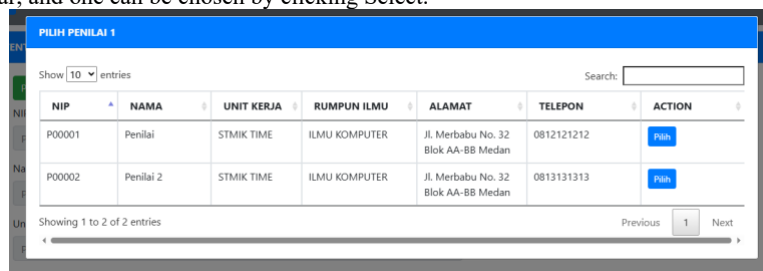 ar, and one can be chosen by clicking Select.
PILIH PENILAI 1
Show 10 entries
Search:
NIP NAMA UNIT KERJA RUMPUN ILMU ALAMAT TELEPON ACTION
P00001 Penilai STMIK TIME ILMU KOMPUTER Jl. Merbabu No. 32 0812121212 Pilih
Blok AA-BB Medan
P00002 Penilai 2 STMIK TIME ILMU KOMPUTER Jl. Merbabu No. 32 0813131313 Pilih
Blok AA-BB Medan
Showing 1 to 2 of 2 entries
Previous 1 Next